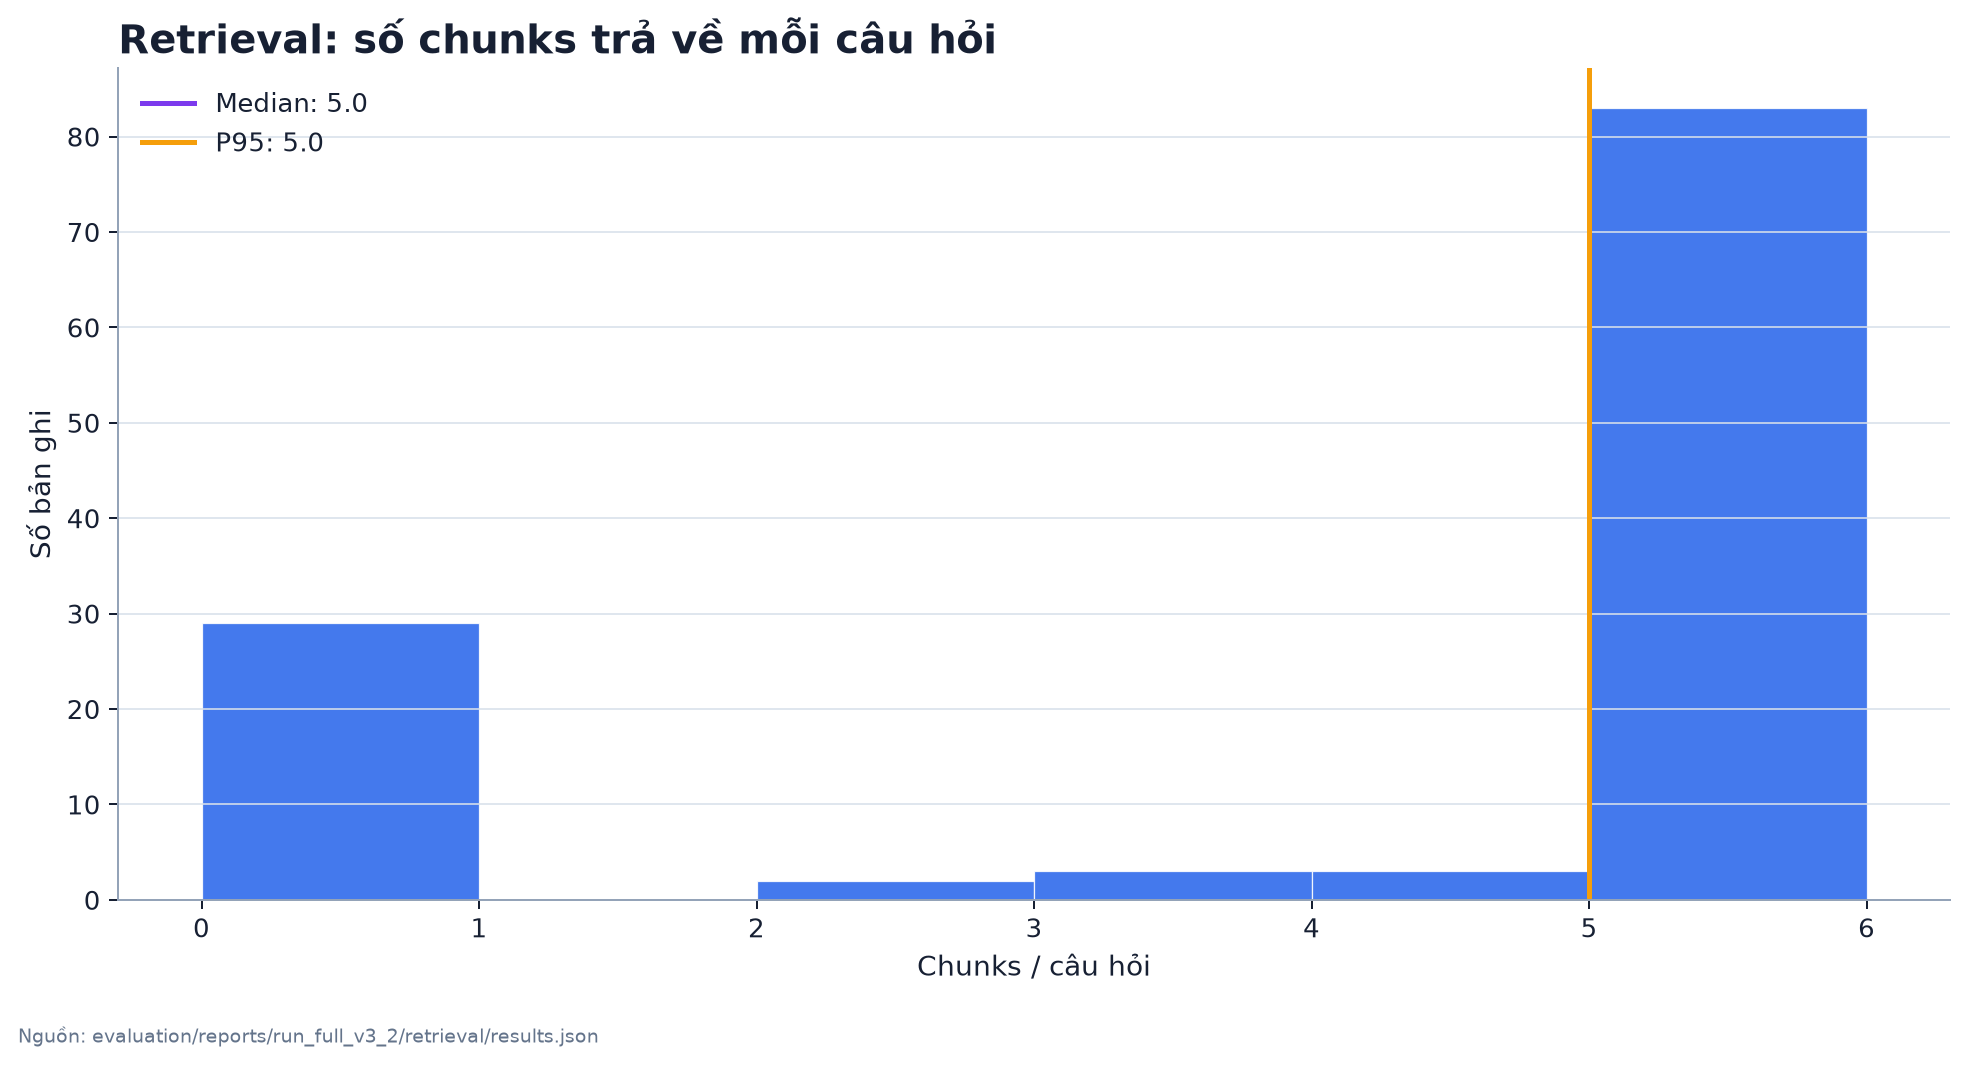 Retrieval: số chunks trả về mỗi câu hỏi
Median: 5.0
P95: 5.0
80
70
60
50
40
30
20
10
0
Số bản ghi
0 1 2 3 4 5 6
Chunks / câu hỏi
Nguồn: evaluation/reports/run_full_v3_2/retrieval/results.json